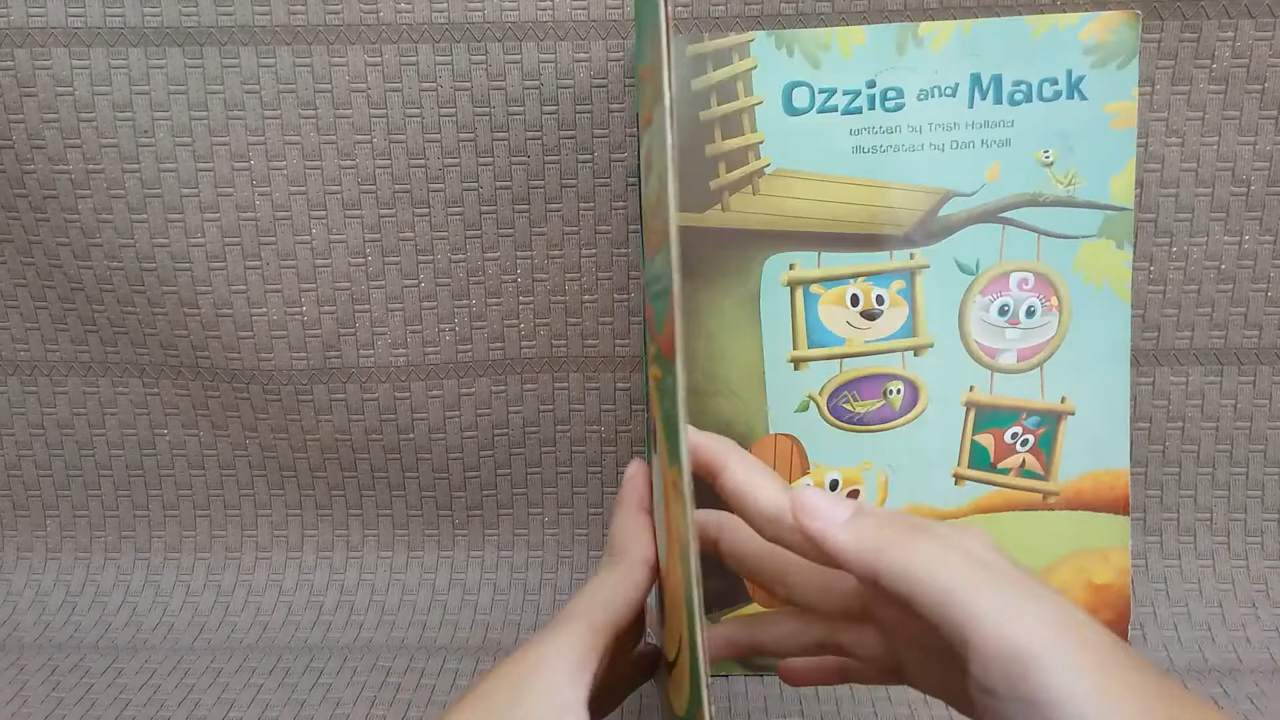 Ozzie and Mack
written by Trish Holland
illustrated by Dan Krall